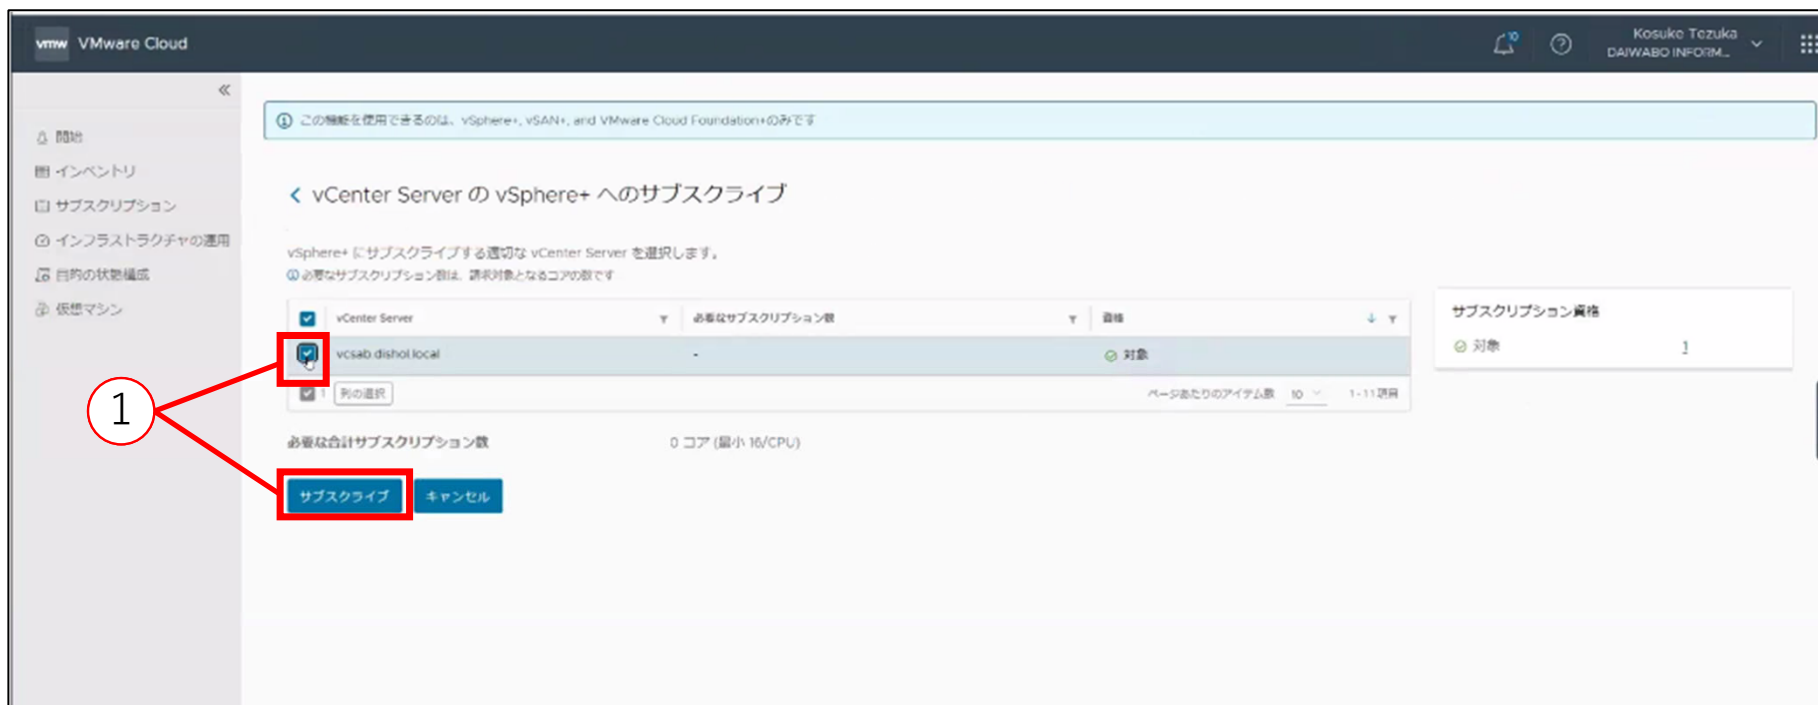 vmw VMware Cloud
10
Kosuke Tezuka
DAIWABO INFORM...
この機能を使用できるのは、vSphere+, vSAN+, and VMware Cloud Foundation+のみです
開始
インベントリ
サブスクリプション
インフラストラクチャの運用
目的の状態構成
仮想マシン
vCenter Server の vSphere+ へのサブスクライブ
vSphere+ にサブスクライブする適切な vCenter Server を選択します。
必要なサブスクリプション数は、請求対象となるコアの数です
vCenter Server
必要なサブスクリプション数
資格
vcsab.dishol.local
-
対象
1
列の選択
ページあたりのアイテム数 10
1-1 1 項目
サブスクリプション資格
対象 1
必要な合計サブスクリプション数
0 コア (最小 16/CPU)
サブスクライブ
キャンセル
1